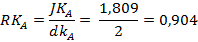 RK_A = JK_A / dk_A = 1,809 / 2 = 0,904